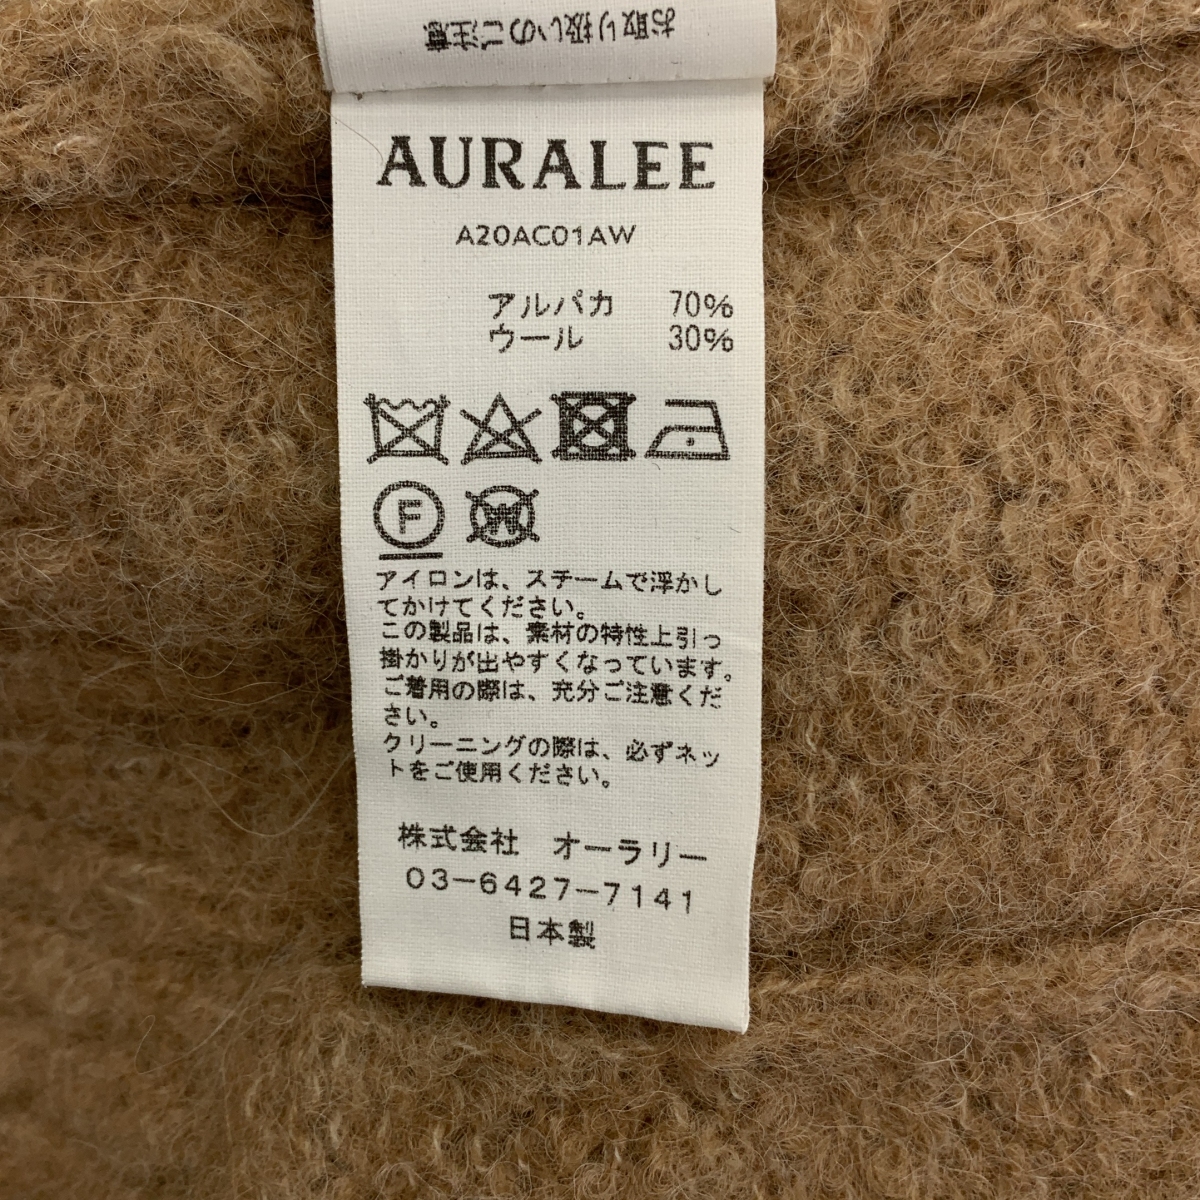 お取り扱いのご注意
AURALEE
A20AC01AW
アルパカ 70%
ウール 30%
F W
アイロンは、スチームで浮かし
てかけてください。
この製品は、素材の特性上引っ
掛かりが出やすくなっています。
ご着用の際は、充分ご注意くだ
さい。
クリーニングの際は、必ずネッ
トをご使用ください。
株式会社 オーラリー
03-6427-7141
日本製